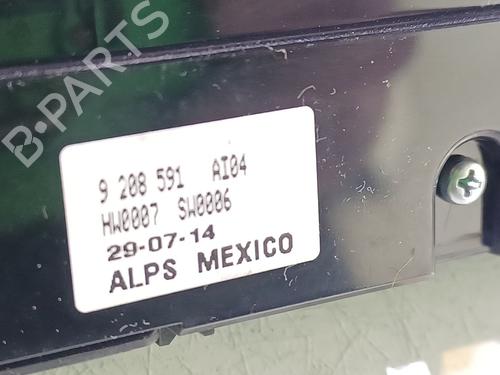 B-PARTS
9 208 591 AI04
HW0007 SW0006
29-07-14
ALPS MEXICO